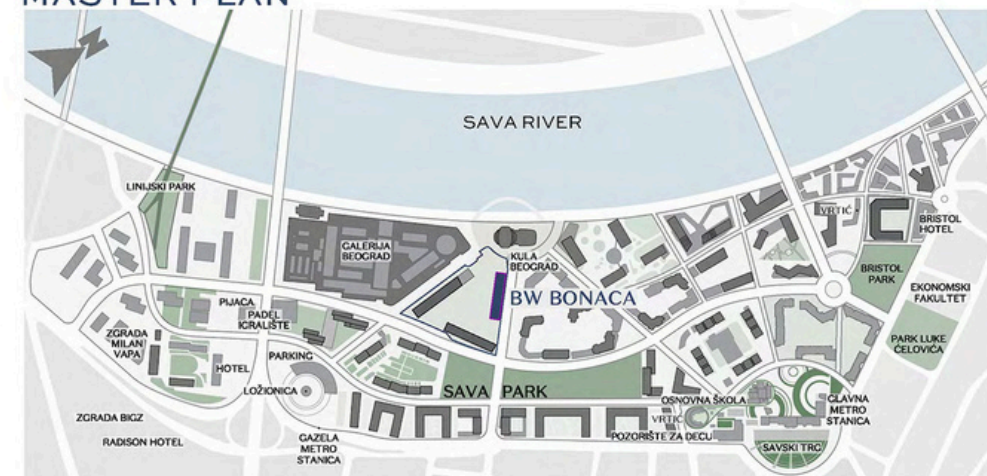 MASTER PLAN
N
SAVA RIVER
LINIJSKI PARK
VRTIĆ
BRISTOL
HOTEL
GALERIJA
BEOGRAD
KULA
BEOGRAD
BRISTOL
PARK
BW BONACA
EKONOMSKI
FAKULTET
PIJACA
PADEL
IGRALIŠTE
ZGRADA
MILAN
VAPA
PARKING
HOTEL
PARK LUKE
ĆELOVIĆA
LOŽIONICA
SAVA PARK
OSNOVNA ŠKOLA
GLAVNA
METRO
STANICA
ZGRADA BIGZ
VRTIĆ
RADISON HOTEL
GAZELA
METRO
STANICA
POZORIŠTE ZA DECU
SAVSKI TRG